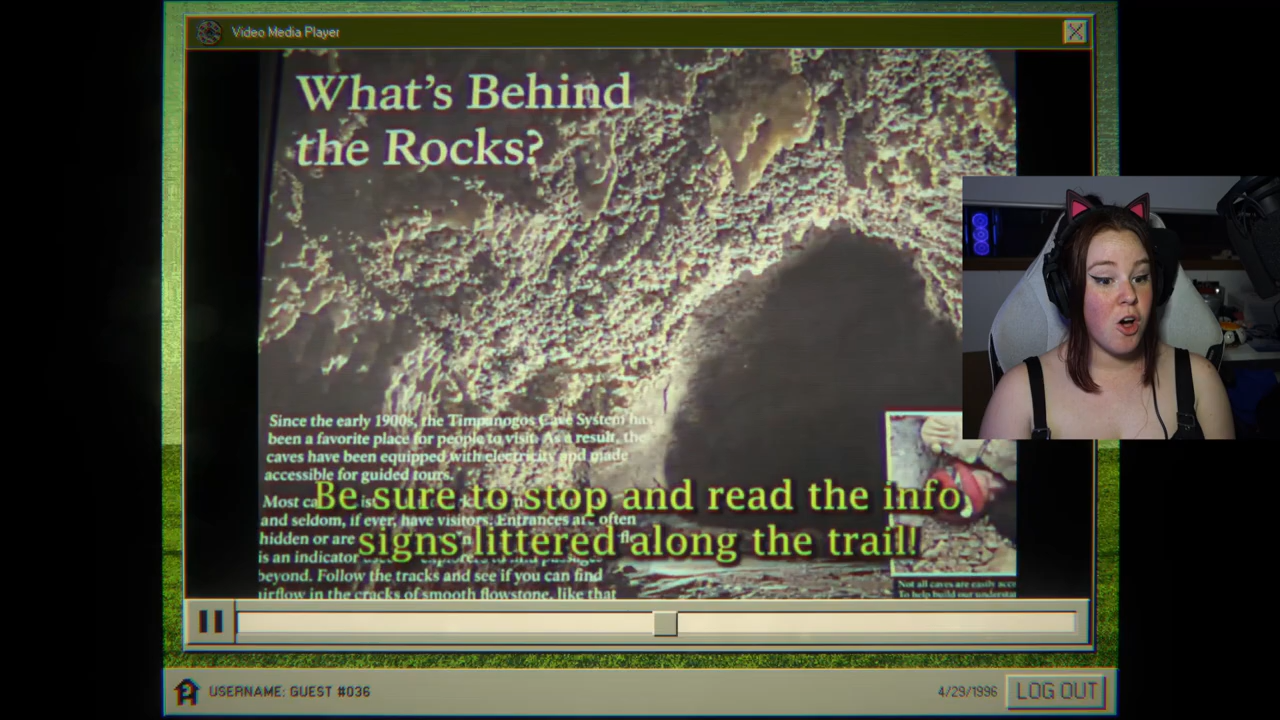 Video Media Player
What's Behind
the Rocks?
Since the early 1900s, the Timpanogos Cave System has
been a favorite place for people to visit. As a result, the
caves have been equipped with electricity and made
accessible for guided tours.
Most
Be sure to stop and read the info
and seldom, if ever, have visitors. Entrances are often
hidden or are
signs littered along the trail!
is an indicator
beyond. Follow the tracks and see if you can find
airflow in the cracks of smooth flowstone, like that
Not all caves are easily
To help build our
USERNAME: GUEST #036
4/29/1996
LOG OUT